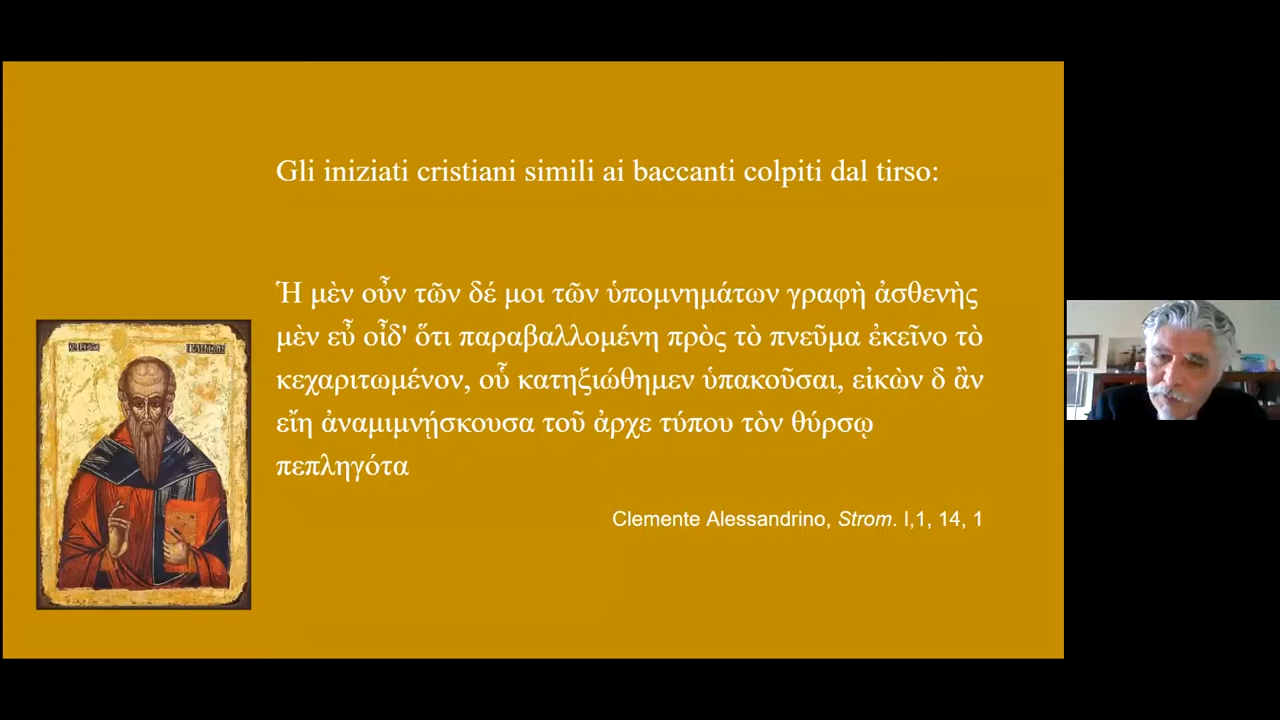 Gli iniziati cristiani simili ai baccanti colpiti dal tirso:
Ἡ μὲν οὖν τῶν δέ μοι τῶν ὑπομνημάτων γραφὴ ἀσθενὴς
μὲν εὖ οἶδ' ὅτι παραβαλλομένη πρὸς τὸ πνεῦμα ἐκεῖνο τὸ
κεχαριτωμένον, οὗ κατηξιώθημεν ὑπακοῦσαι, εἰκὼν δ ἂν
εἴη ἀναμιμνῄσκουσα τοῦ ἀρχε τύπου τὸν θύρσῳ
πεπληγότα
Clemente Alessandrino, Strom. I,1, 14, 1